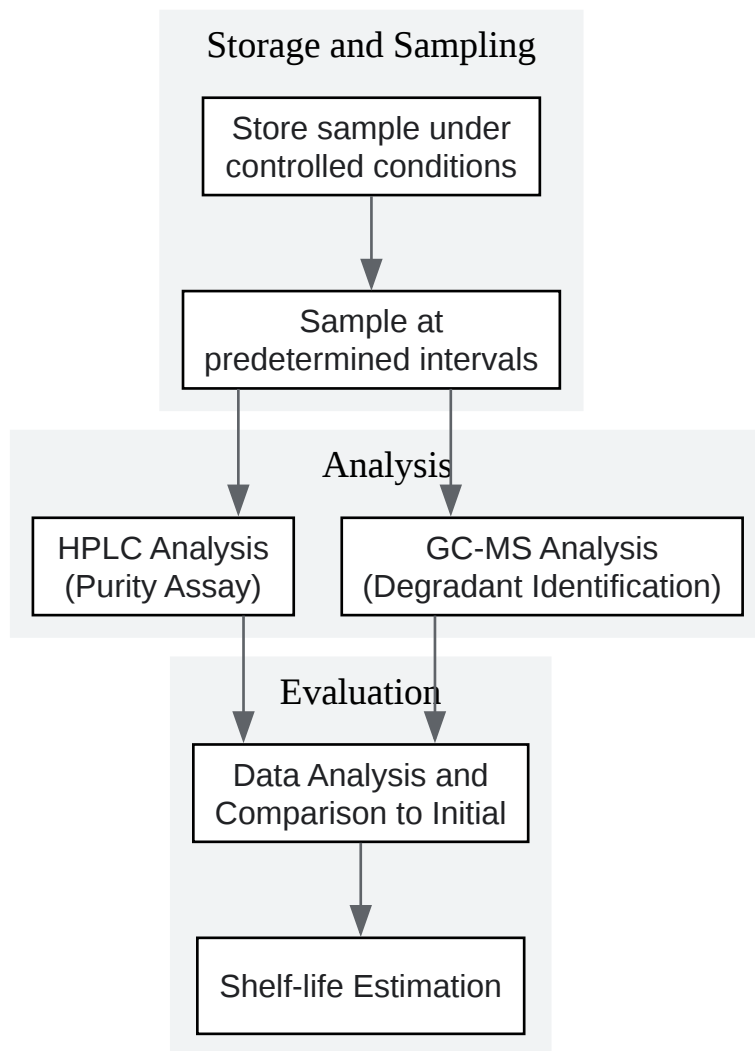 Storage and Sampling
Store sample under
controlled conditions
Sample at
predetermined intervals
Analysis
HPLC Analysis
(Purity Assay)
GC-MS Analysis
(Degradant Identification)
Evaluation
Data Analysis and
Comparison to Initial
Shelf-life Estimation